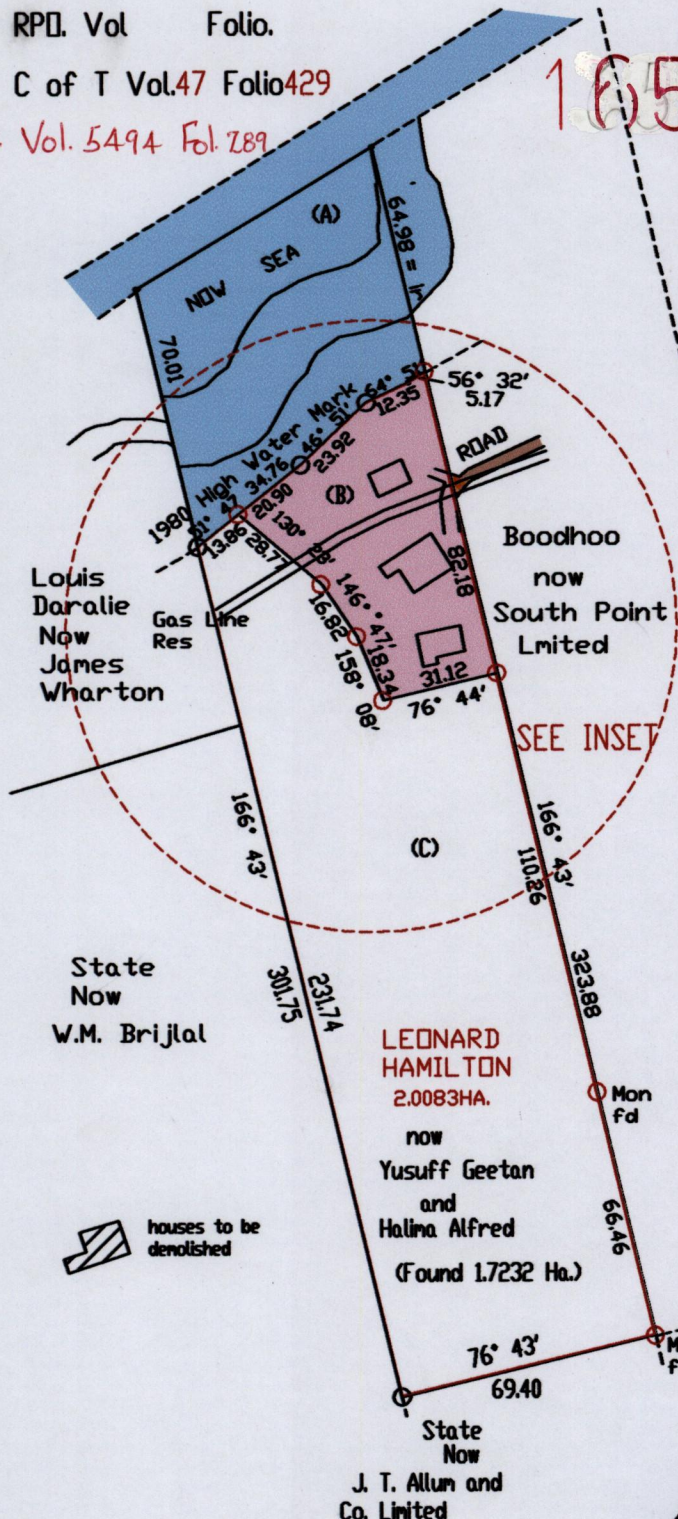 RPO. Vol Folio.
C of T Vol.47 Folio429
Vol. 5494 Fol. 289
165
(A)
NOW SEA
64.98 = Ir
70.01
1980 High Water Mark
64° 51'
12.35
56° 32'
5.17
46° 51'
23.92
34.76
20.90
47
13.86
130° 28'
28.77
(B)
ROAD
82.18
146° 47'
16.82
18.34
158° 08'
31.12
76° 44'
Gas Line
Res
Louis
Daralie
Now
James
Wharton
Boodhoo
now
South Point
Lmited
SEE INSET
166° 43'
166° 43'
110.26
(C)
323.88
State
Now
W.M. Brijlal
301.75
231.74
LEONARD
HAMILTON
2.0083HA.
now
Yusuff Geetan
and
Halima Alfred
(Found 1.7232 Ha.)
Mon
fd
66.46
houses to be
demolished
76° 43'
69.40
State
Now
J. T. Allum and
Co. Limited